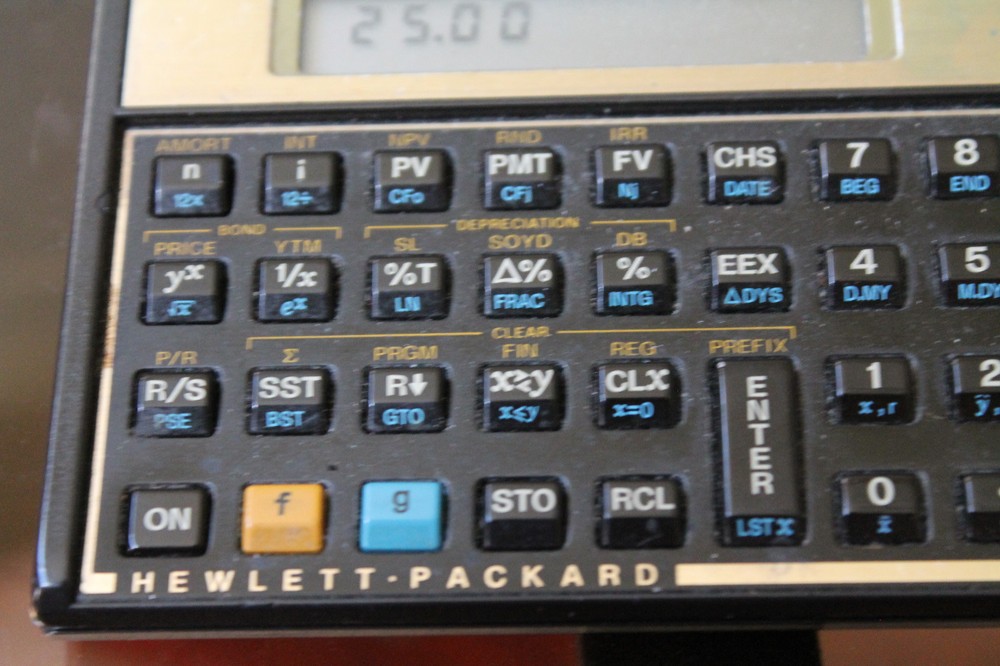 25.00
AMORT INT NPV RND IRR
n i PV PMT FV CHS 7 8
12x 12÷ CFo CFj Nj DATE BEG END
BOND DEPRECIATION
PRICE YTM SL SOYD DB
yˣ 1/x %T Δ% % EEX 4 5
√x eˣ LN FRAC INTG ΔDYS D.MY M.DY
CLEAR
P/R Σ PRGM FIN REG PREFIX
R/S SST R↓ x≷y CLx ENTER 1 2
PSE BST GTO x≤y x=0 x̂,r ŷ,
ON f g STO RCL 0
LSTx x̄
HEWLETT·PACKARD